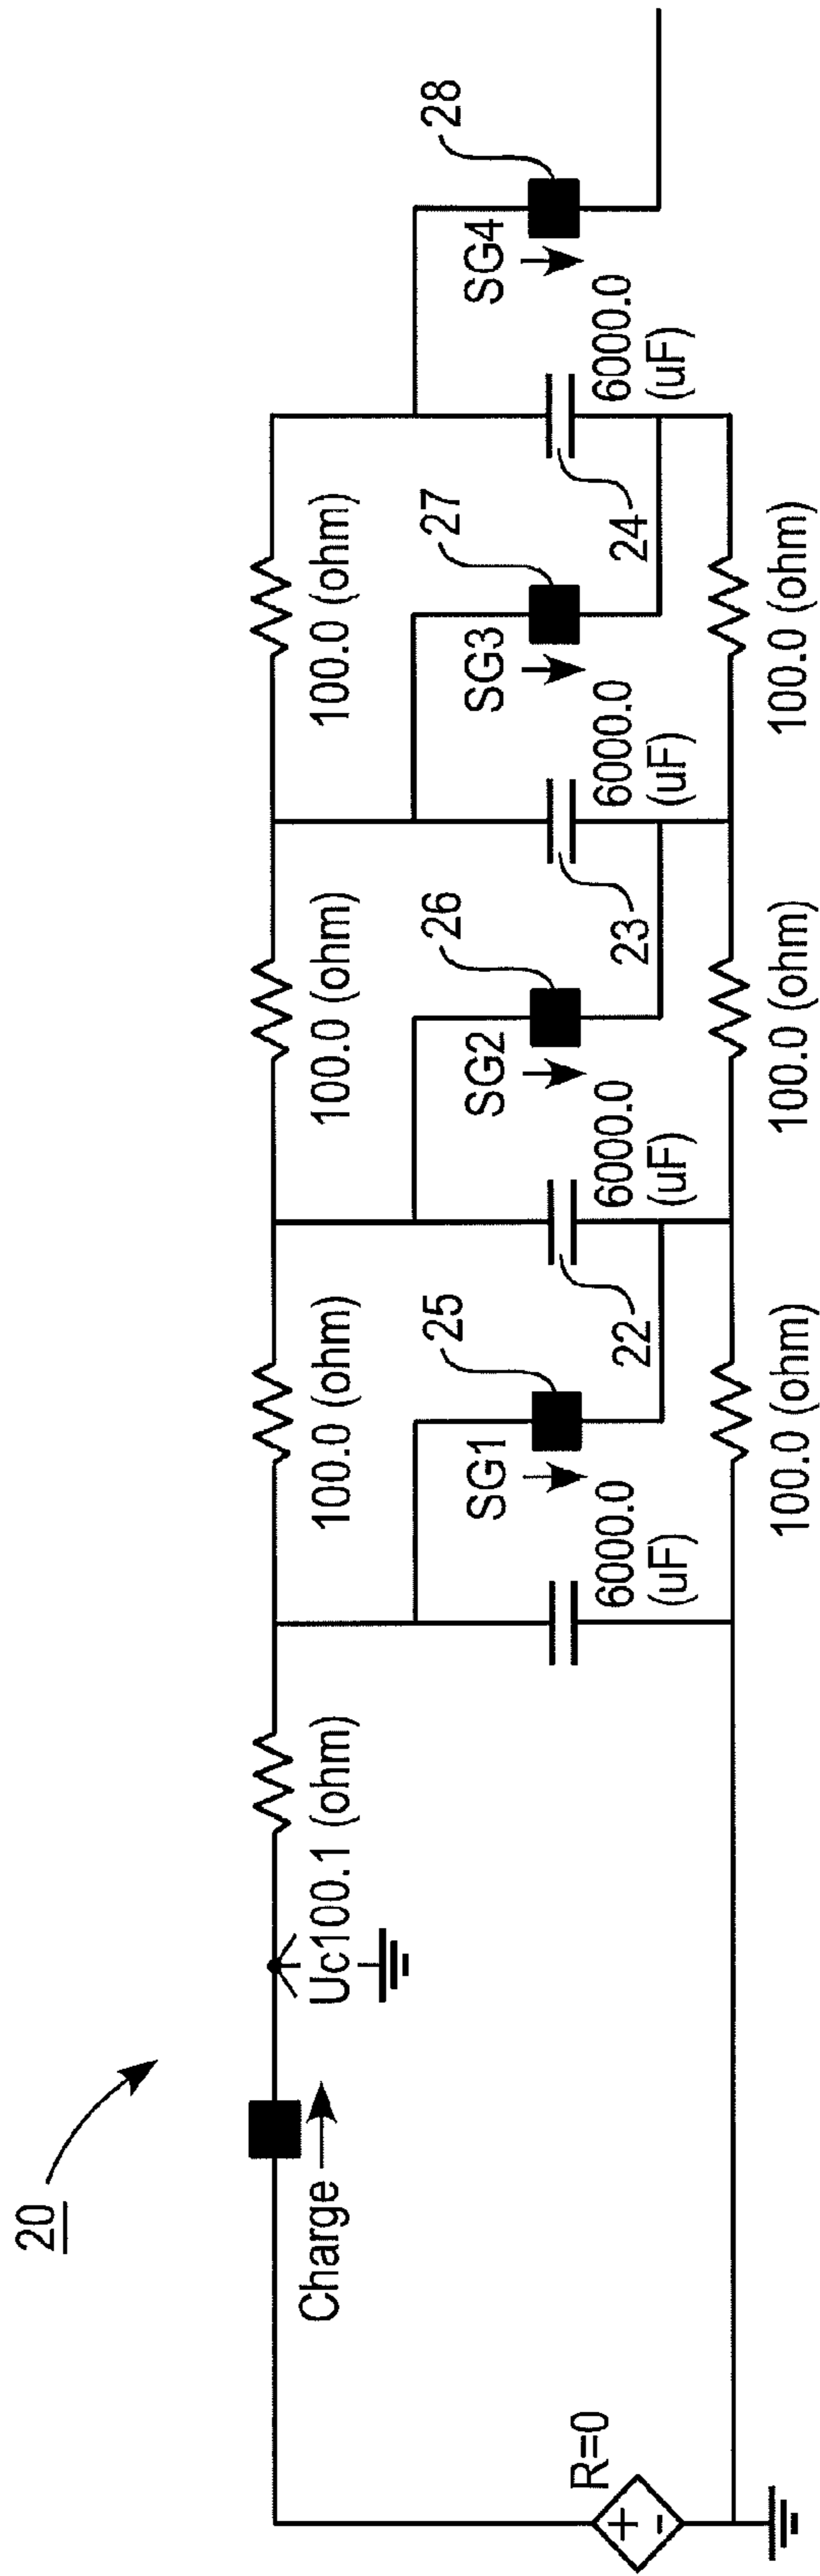 20
Charge
R=0
Uc100.1 (ohm)
100.0 (ohm)
100.0 (ohm)
100.0 (ohm)
25
26
27
28
SG1
SG2
SG3
SG4
6000.0
(uF)
6000.0
(uF)
6000.0
(uF)
6000.0
(uF)
22
23
24
+
-
100.0 (ohm)
100.0 (ohm)
100.0 (ohm)